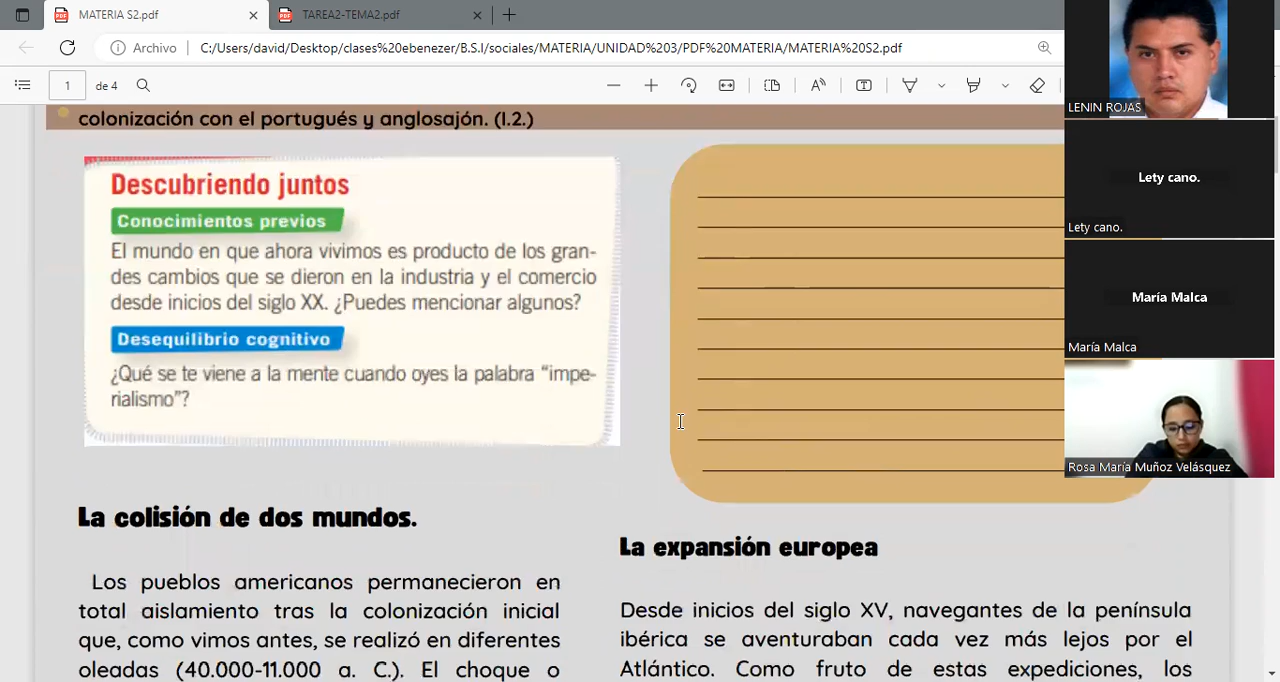 MATERIA S2.pdf
TAREA2-TEMA2.pdf
Archivo
C:/Users/david/Desktop/clases%20ebenezer/B.S.I/sociales/MATERIA/UNIDAD%203/PDF%20MATERIA/MATERIA%20S2.pdf
1
de 4
colonización con el portugués y anglosajón. (I.2.)
Descubriendo juntos
Conocimientos previos
El mundo en que ahora vivimos es producto de los gran-
des cambios que se dieron en la industria y el comercio
desde inicios del siglo XX. ¿Puedes mencionar algunos?
Desequilibrio cognitivo
¿Qué se te viene a la mente cuando oyes la palabra “impe-
rialismo”?
La colisión de dos mundos.
Los pueblos americanos permanecieron en
total aislamiento tras la colonización inicial
que, como vimos antes, se realizó en diferentes
oleadas (40.000-11.000 a. C.). El choque o
La expansión europea
Desde inicios del siglo XV, navegantes de la península
ibérica se aventuraban cada vez más lejos por el
Atlántico. Como fruto de estas expediciones, los
LENIN ROJAS
Lety cano.
Lety cano.
María Malca
María Malca
Rosa María Muñoz Velásquez